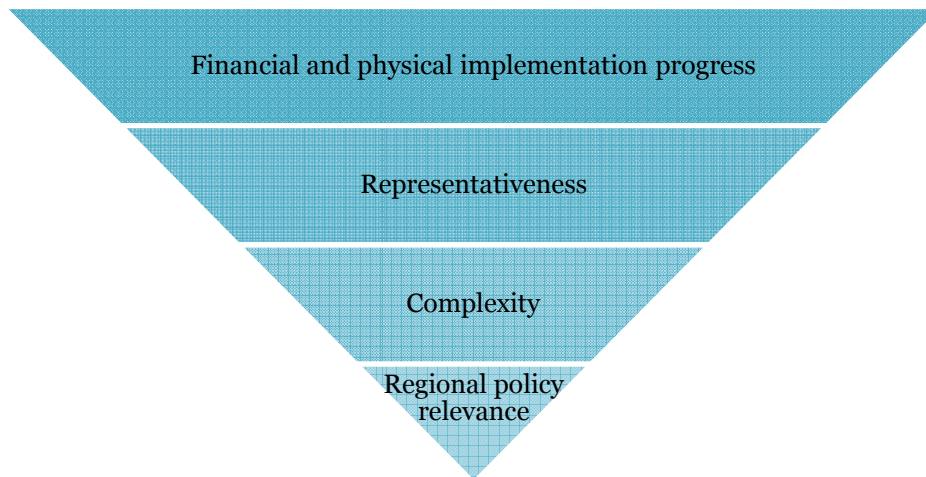 Financial and physical implementation progress
Representativeness
Complexity
Regional policy
relevance